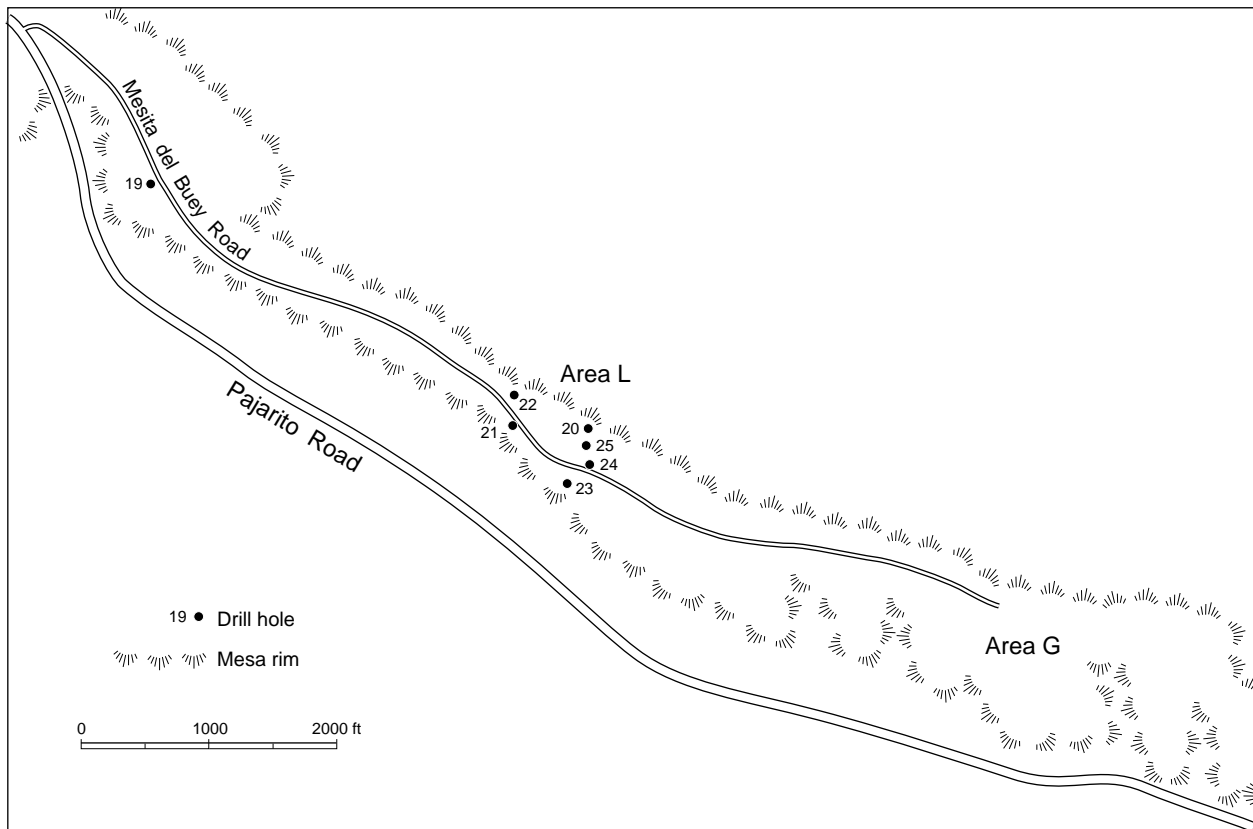 Mesita del Buey Road
19
Area L
22
20
21
25
24
23
Pajarito Road
19 Drill hole
Mesa rim
Area G
0 1000 2000 ft